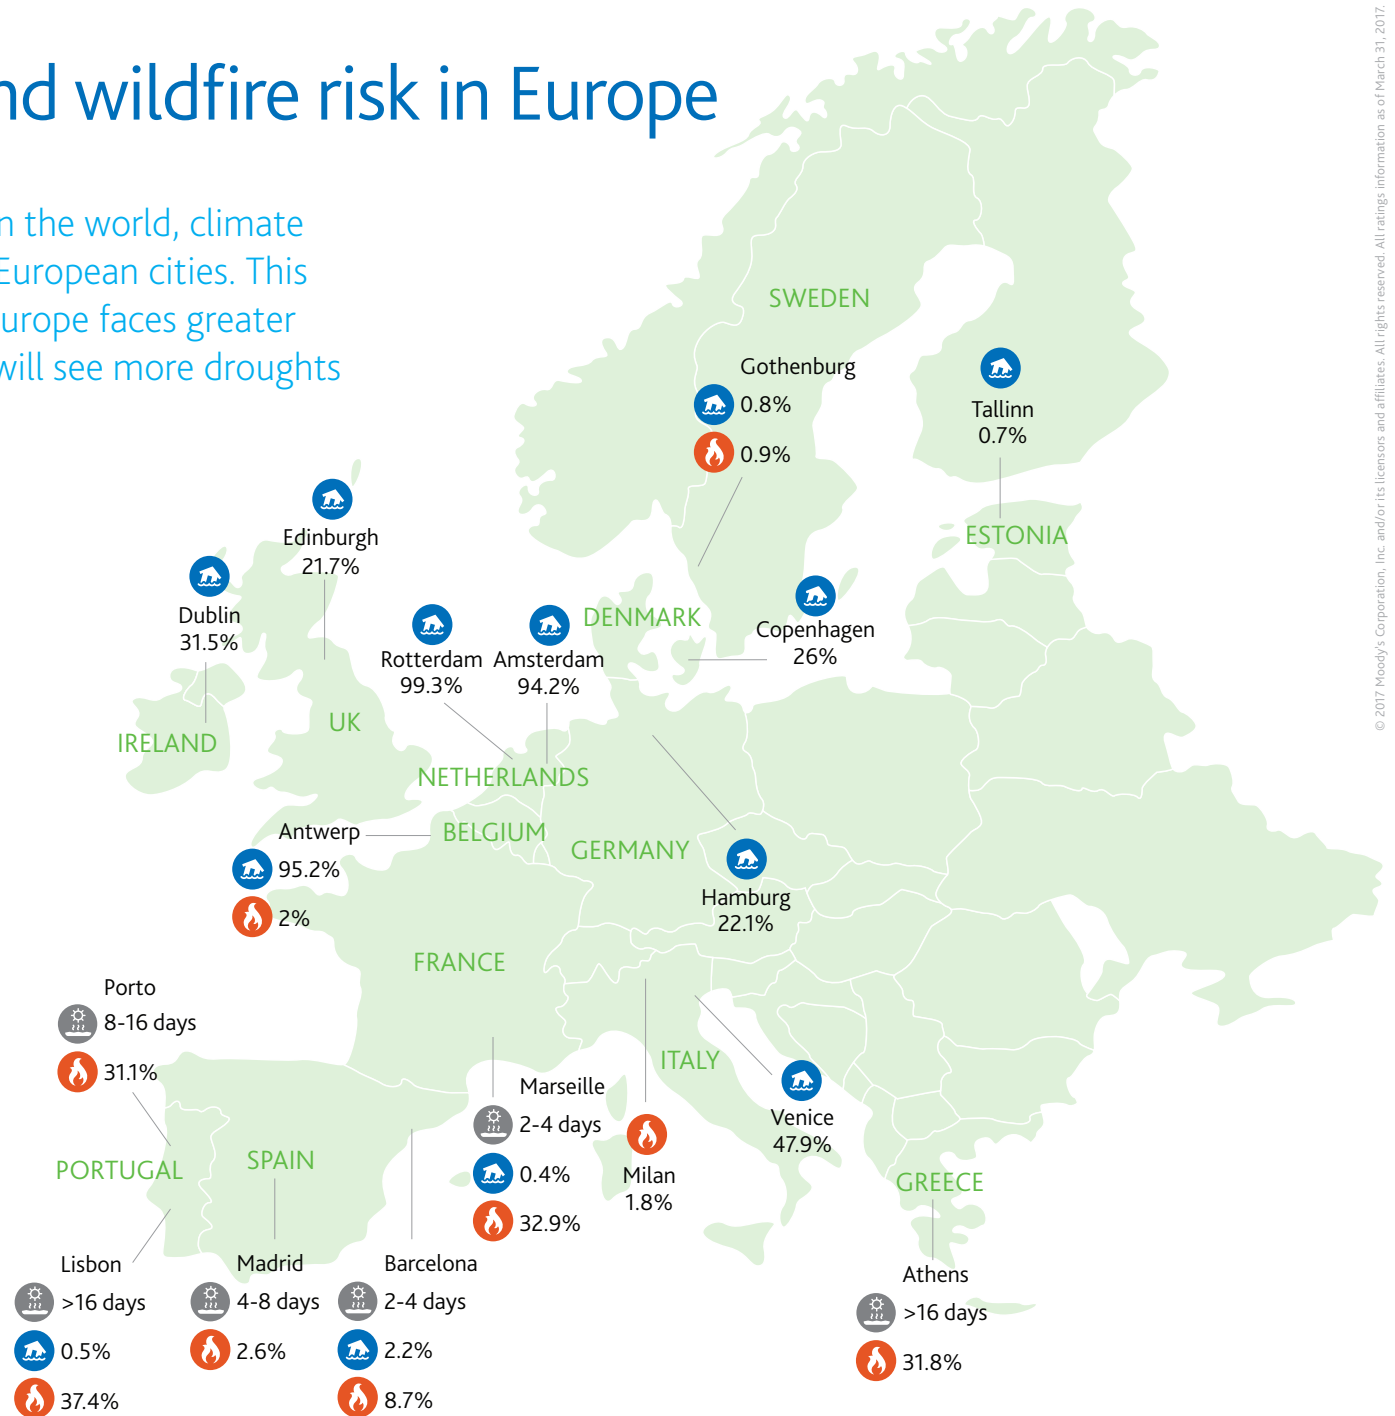 nd wildfire risk in Europe
n the world, climate
European cities. This
urope faces greater
will see more droughts
SWEDEN
Gothenburg
0.8%
0.9%
Tallinn
0.7%
ESTONIA
Edinburgh
21.7%
Dublin
31.5%
Rotterdam
99.3%
Amsterdam
94.2%
DENMARK
Copenhagen
26%
IRELAND
UK
NETHERLANDS
Antwerp
95.2%
2%
BELGIUM
GERMANY
Hamburg
22.1%
FRANCE
Porto
8-16 days
31.1%
ITALY
Marseille
2-4 days
0.4%
32.9%
Milan
1.8%
Venice
47.9%
PORTUGAL
SPAIN
GREECE
Lisbon
>16 days
0.5%
37.4%
Madrid
4-8 days
2.6%
Barcelona
2-4 days
2.2%
8.7%
Athens
>16 days
31.8%
© 2017 Moody's Corporation, Inc. and/or its licensors and affiliates. All rights reserved. All ratings information as of March 31, 2017.